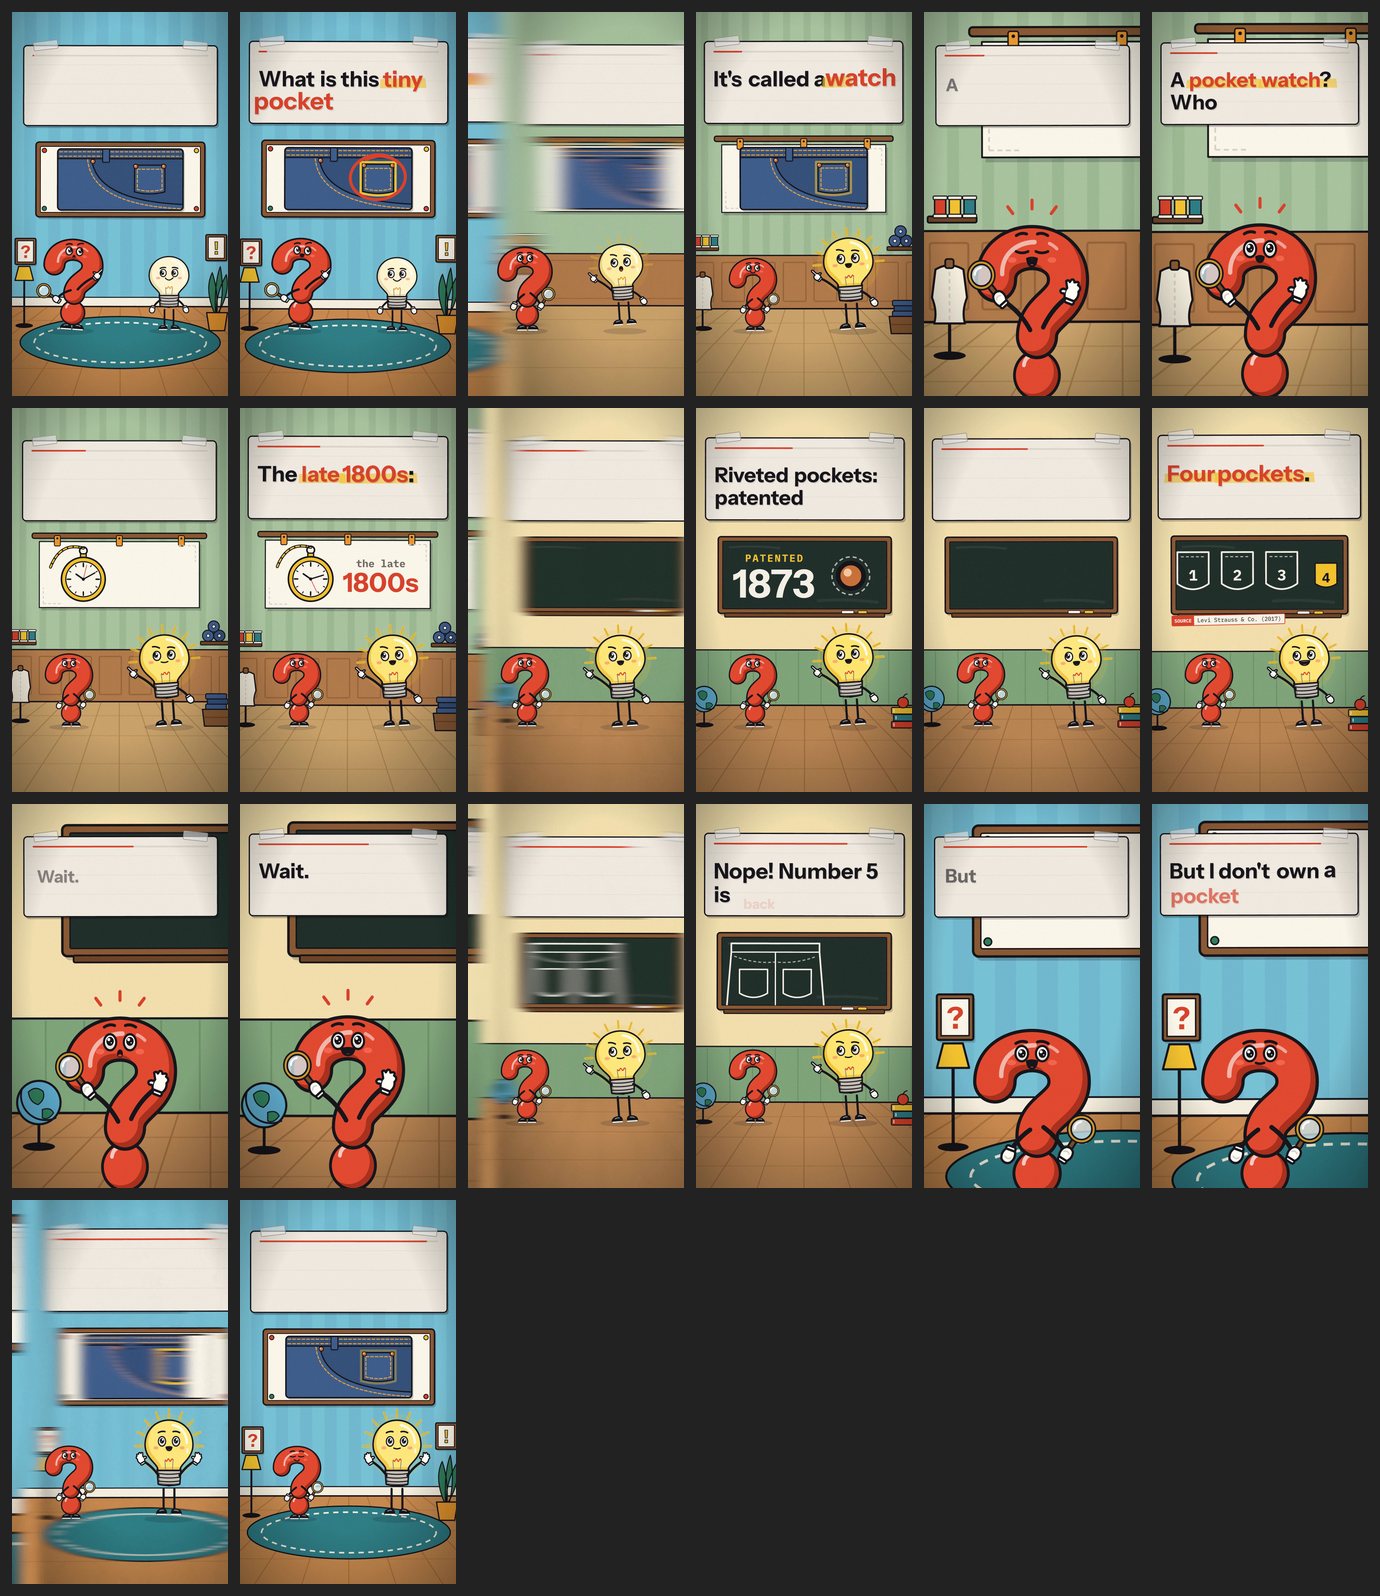 ?
!
What is this tiny
pocket
?
!
It's called a watch
A
A pocket watch?
Who
The late 1800s:
the late
1800s
Riveted pockets:
patented
PATENTED
1873
Four pockets.
1 2 3 4
SOURCE Levi Strauss & Co. (2017)
Wait.
Wait.
Nope! Number 5
is back
But
?
But I don't own a
pocket
?
?
!